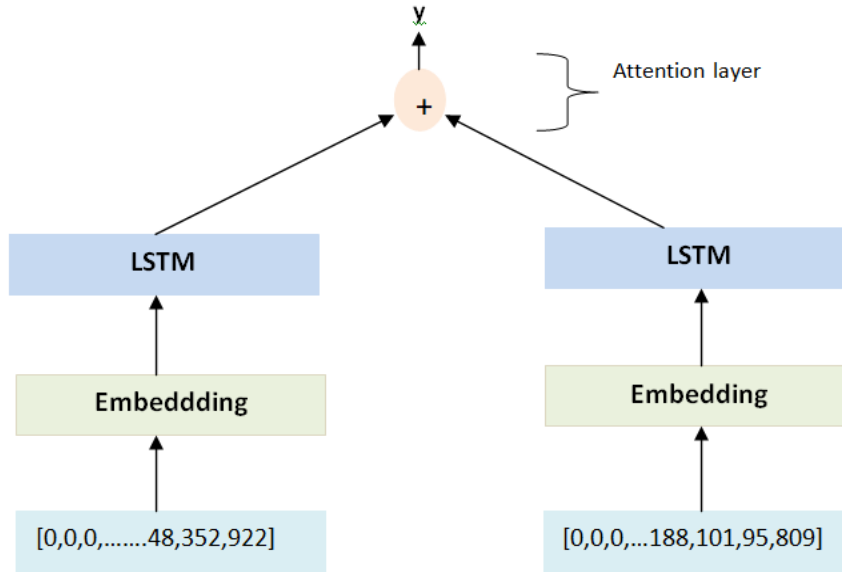 y
Attention layer
+
LSTM
LSTM
Embeddding
Embedding
[0,0,0,.......48,352,922]
[0,0,0,...188,101,95,809]